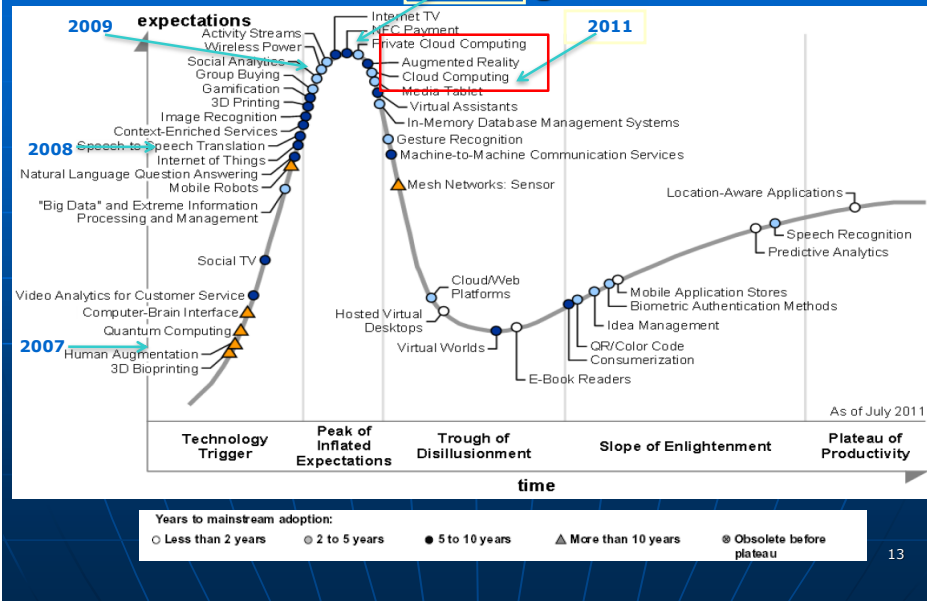 expectations
2009
2011
Internet TV
NFC Payment
Private Cloud Computing
Activity Streams
Wireless Power
Social Analytics
Group Buying
Gamification
3D Printing
Image Recognition
Context-Enriched Services
2008
Speech-to-Speech Translation
Internet of Things
Natural Language Question Answering
Mobile Robots
"Big Data" and Extreme Information
Processing and Management
Social TV
Video Analytics for Customer Service
Computer-Brain Interface
Quantum Computing
2007
Human Augmentation
3D Bioprinting
Augmented Reality
Cloud Computing
Media Tablet
Virtual Assistants
In-Memory Database Management Systems
Gesture Recognition
Machine-to-Machine Communication Services
Mesh Networks: Sensor
Cloud/Web
Platforms
Hosted Virtual
Desktops
Virtual Worlds
E-Book Readers
Consumerization
QR/Color Code
Idea Management
Biometric Authentication Methods
Mobile Application Stores
Predictive Analytics
Speech Recognition
Location-Aware Applications
As of July 2011
Technology
Trigger
Peak of
Inflated
Expectations
Trough of
Disillusionment
Slope of Enlightenment
Plateau of
Productivity
time
Years to mainstream adoption:
Less than 2 years
2 to 5 years
5 to 10 years
More than 10 years
Obsolete before
plateau
13